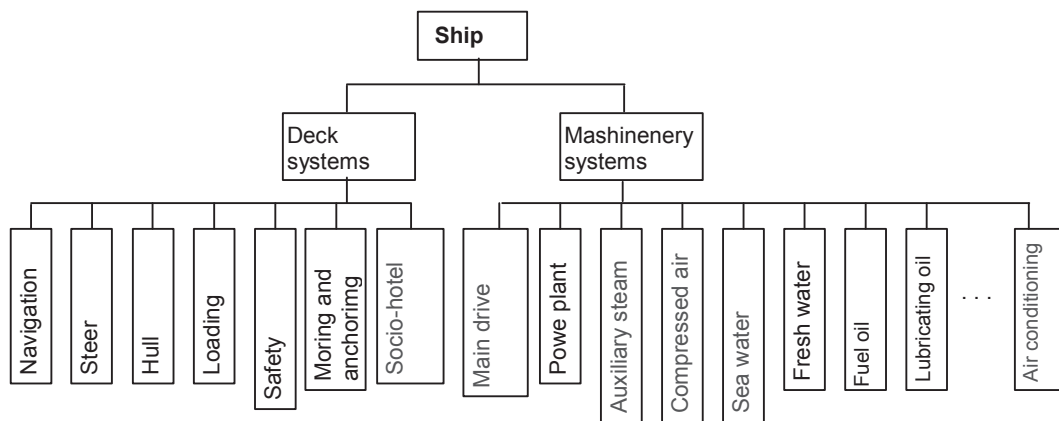 Ship
Deck
systems
Mashinenery
systems
Navigation
Steer
Hull
Loading
Safety
Moring and
anchorimg
Socio-hotel
Main drive
Powe plant
Auxiliary steam
Compressed air
Sea water
Fresh water
Fuel oil
Lubricating oil
. . .
Air conditioning